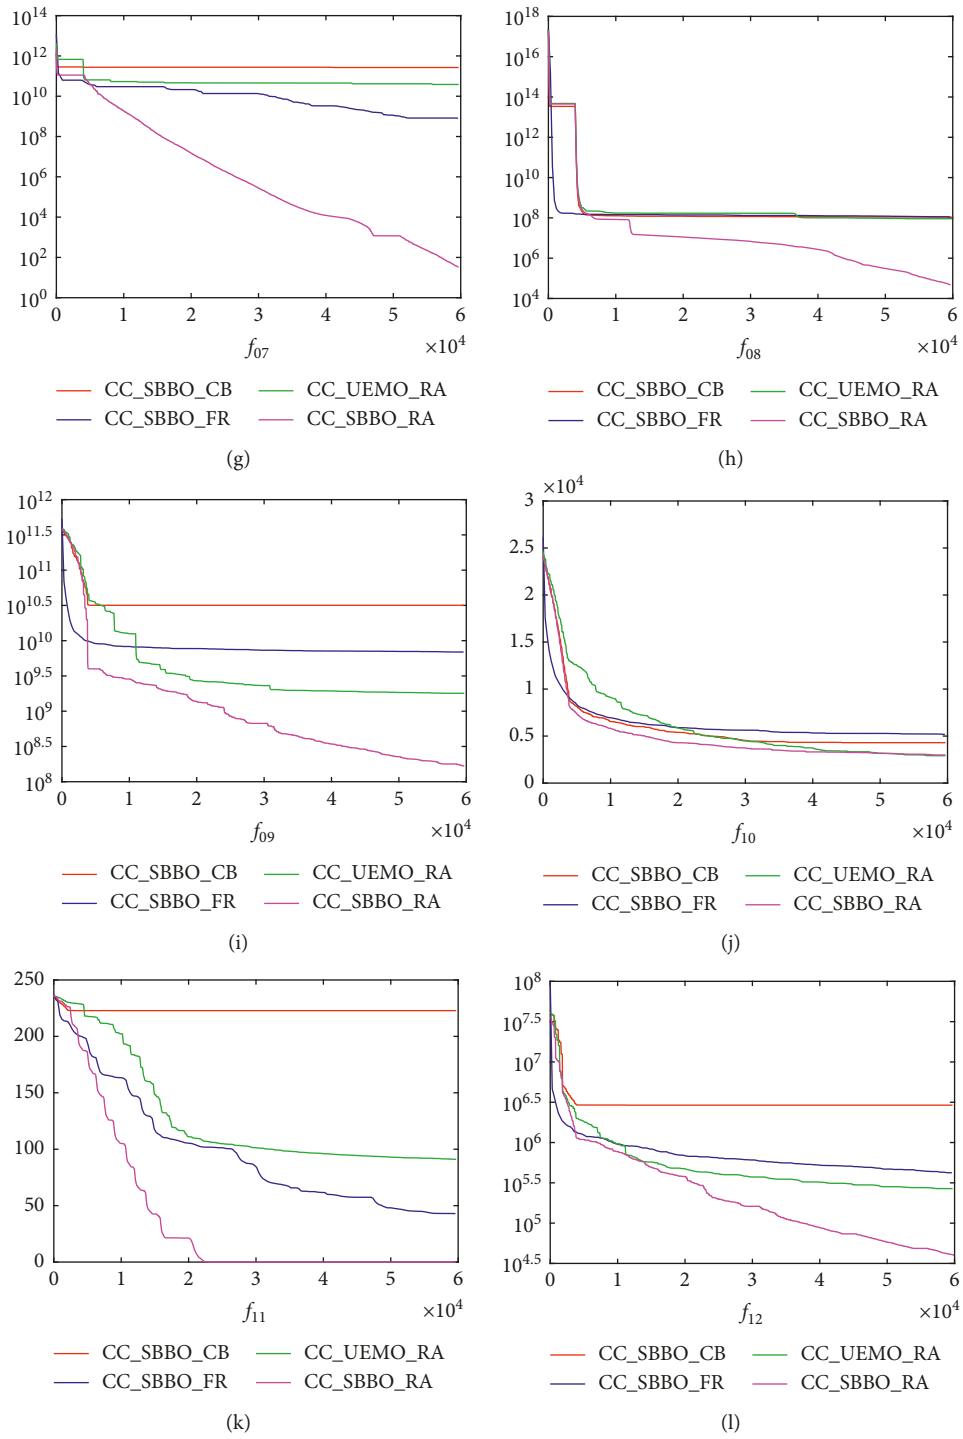 10^14
10^12
10^10
10^8
10^6
10^4
10^2
10^0
0 1 2 3 4 5 6
f_07 ×10^4
CC_SBBO_CB CC_UEMO_RA
CC_SBBO_FR CC_SBBO_RA
(g)
10^18
10^16
10^14
10^12
10^10
10^8
10^6
10^4
0 1 2 3 4 5 6
f_08 ×10^4
CC_SBBO_CB CC_UEMO_RA
CC_SBBO_FR CC_SBBO_RA
(h)
10^12
10^11.5
10^11
10^10.5
10^10
10^9.5
10^9
10^8.5
10^8
0 1 2 3 4 5 6
f_09 ×10^4
CC_SBBO_CB CC_UEMO_RA
CC_SBBO_FR CC_SBBO_RA
(i)
×10^4
3
2.5
2
1.5
1
0.5
0
0 1 2 3 4 5 6
f_10 ×10^4
CC_SBBO_CB CC_UEMO_RA
CC_SBBO_FR CC_SBBO_RA
(j)
250
200
150
100
50
0
0 1 2 3 4 5 6
f_11 ×10^4
CC_SBBO_CB CC_UEMO_RA
CC_SBBO_FR CC_SBBO_RA
(k)
10^8
10^7.5
10^7
10^6.5
10^6
10^5.5
10^5
10^4.5
0 1 2 3 4 5 6
f_12 ×10^4
CC_SBBO_CB CC_UEMO_RA
CC_SBBO_FR CC_SBBO_RA
(l)